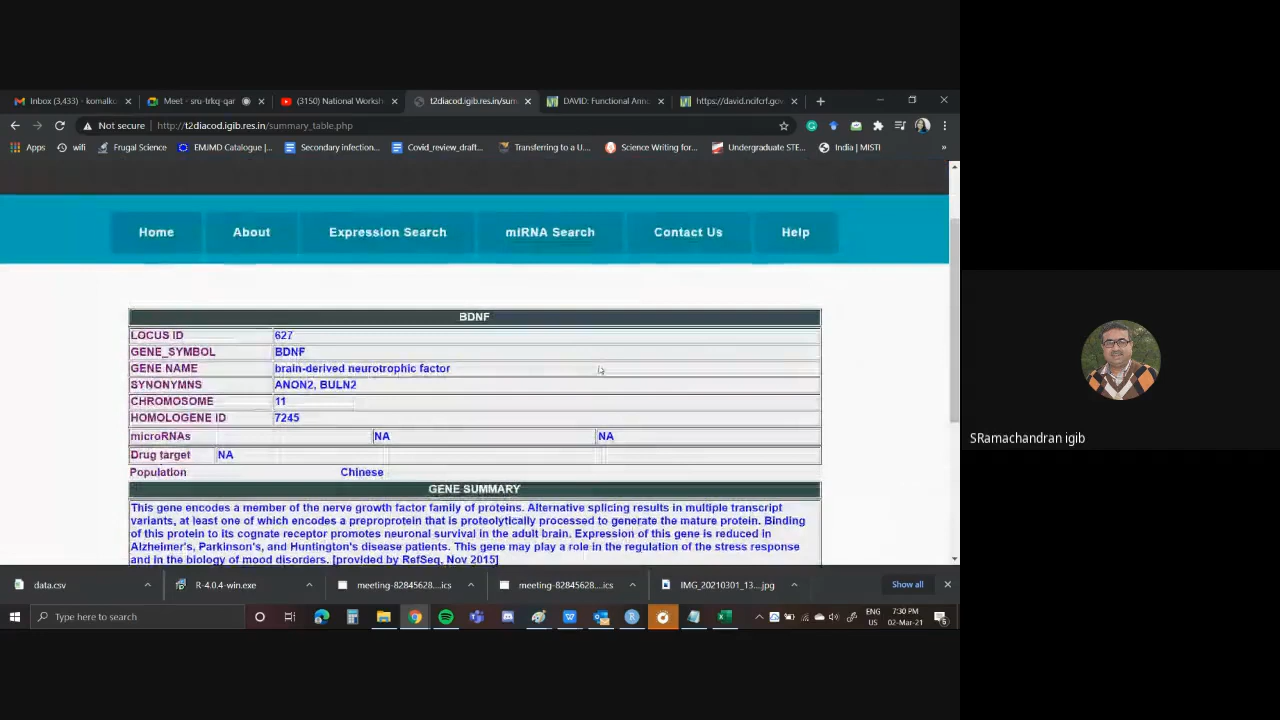 Inbox (3,433) - komalko
Meet - sru-trkq-qar
(3150) National Worksh
t2diacod.igib.res.in/sum
DAVID: Functional Ann
https://david.ncifcrf.gov
Not secure | http://t2diacod.igib.res.in/summary_table.php
Apps
wifi
Frugal Science
EMJMD Catalogue |...
Secondary infection...
Covid_review_draft...
Transferring to a U...
Science Writing for...
Undergraduate STE...
India | MISTI
»
Home
About
Expression Search
miRNA Search
Contact Us
Help
BDNF
LOCUS ID 627
GENE_SYMBOL BDNF
GENE NAME brain-derived neurotrophic factor
SYNONYMNS ANON2, BULN2
CHROMOSOME 11
HOMOLOGENE ID 7245
microRNAs NA NA
Drug target NA
Population Chinese
GENE SUMMARY
This gene encodes a member of the nerve growth factor family of proteins. Alternative splicing results in multiple transcript
variants, at least one of which encodes a preproprotein that is proteolytically processed to generate the mature protein. Binding
of this protein to its cognate receptor promotes neuronal survival in the adult brain. Expression of this gene is reduced in
Alzheimer's, Parkinson's, and Huntington's disease patients. This gene may play a role in the regulation of the stress response
and in the biology of mood disorders. [provided by RefSeq, Nov 2015]
SRamachandran igib
data.csv
R-4.0.4-win.exe
meeting-82845628....ics
meeting-82845628....ics
IMG_20210301_13....jpg
Show all
Type here to search
ENG
US
7:30 PM
02-Mar-21